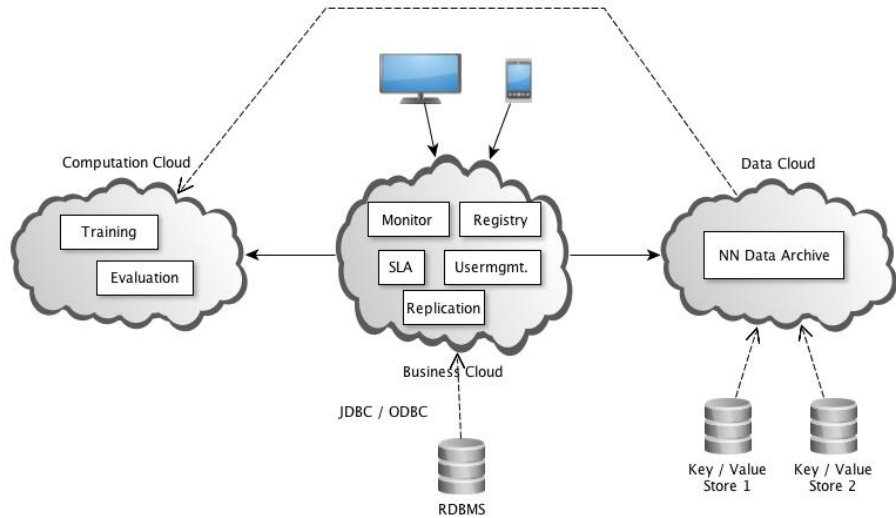 Computation Cloud
Data Cloud
Training
Evaluation
Monitor
Registry
SLA
Usermgmt.
Replication
NN Data Archive
Business Cloud
JDBC / ODBC
RDBMS
Key / Value
Store 1
Key / Value
Store 2